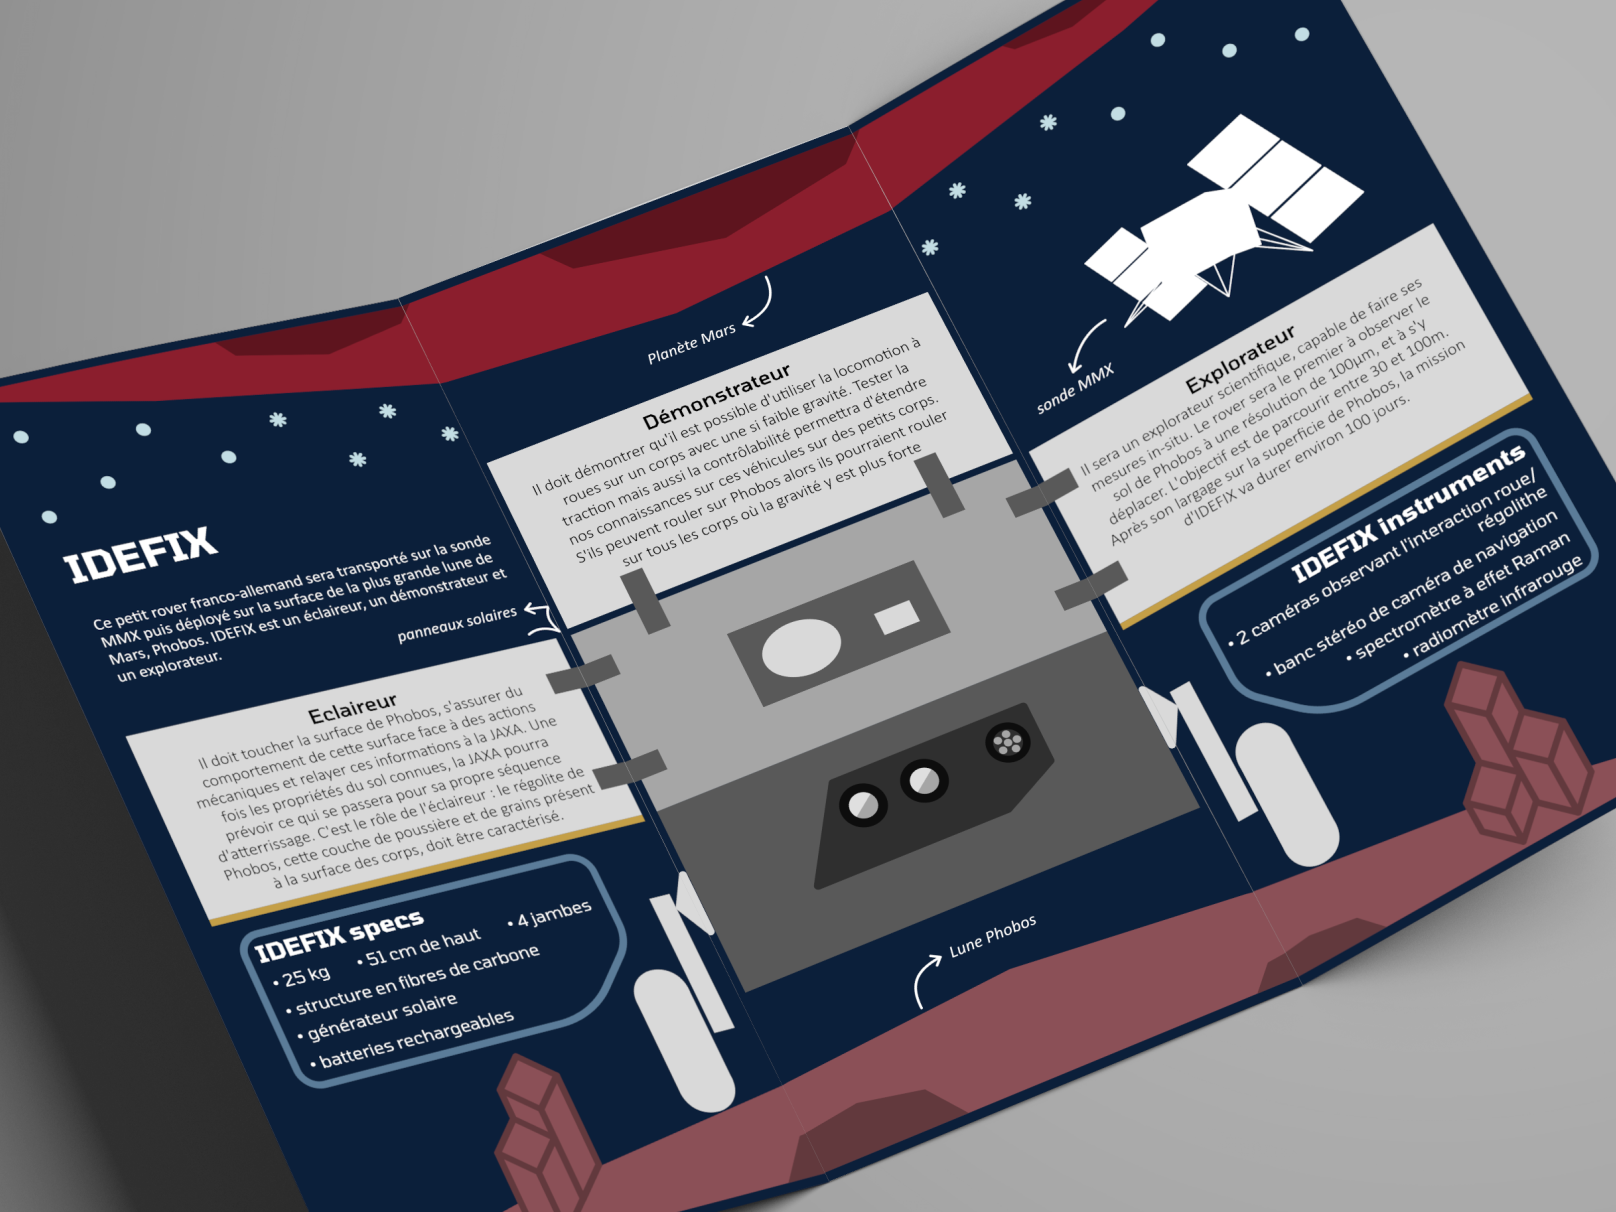 IDEFIX
Ce petit rover franco-allemand sera transporté sur la sonde
MMX puis déployé sur la surface de la plus grande lune de
Mars, Phobos. IDEFIX est un éclaireur, un démonstrateur et
un explorateur.
panneaux solaires
Eclaireur
Il doit toucher la surface de Phobos, s'assurer du
comportement de cette surface face à des actions
mécaniques et relayer ces informations à la JAXA. Une
fois les propriétés du sol connues, la JAXA pourra
prévoir ce qui se passera pour sa propre séquence
d'atterrissage. C'est le rôle de l'éclaireur : le régolite de
Phobos, cette couche de poussière et de grains présent
à la surface des corps, doit être caractérisé.
IDEFIX specs
• 25 kg • 51 cm de haut • 4 jambes
• structure en fibres de carbone
• générateur solaire
• batteries rechargeables
Planète Mars
Démonstrateur
Il doit démontrer qu'il est possible d'utiliser la locomotion à
roues sur un corps avec une si faible gravité. Tester la
traction mais aussi la contrôlabilité permettra d'étendre
nos connaissances sur ces véhicules sur des petits corps.
S'ils peuvent rouler sur Phobos alors ils pourraient rouler
sur tous les corps où la gravité y est plus forte
Lune Phobos
sonde MMX
Explorateur
Il sera un explorateur scientifique, capable de faire ses
mesures in-situ. Le rover sera le premier à observer le
sol de Phobos à une résolution de 100µm, et à s'y
déplacer. L'objectif est de parcourir entre 30 et 100m.
Après son largage sur la superficie de Phobos, la mission
d'IDEFIX va durer environ 100 jours.
IDEFIX instruments
• 2 caméras observant l'interaction roue/
régolithe
• banc stéréo de caméra de navigation
• spectromètre à effet Raman
• radiomètre infrarouge